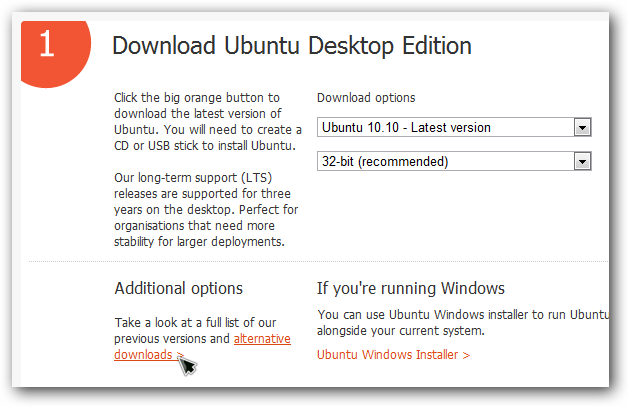 1
Download Ubuntu Desktop Edition
Click the big orange button to
download the latest version of
Ubuntu. You will need to create a
CD or USB stick to install Ubuntu.
Our long-term support (LTS)
releases are supported for three
years on the desktop. Perfect for
organisations that need more
stability for larger deployments.
Download options
Ubuntu 10.10 - Latest version
32-bit (recommended)
Additional options
Take a look at a full list of our
previous versions and alternative
downloads >
If you're running Windows
You can use Ubuntu Windows installer to run Ubuntu
alongside your current system.
Ubuntu Windows Installer >